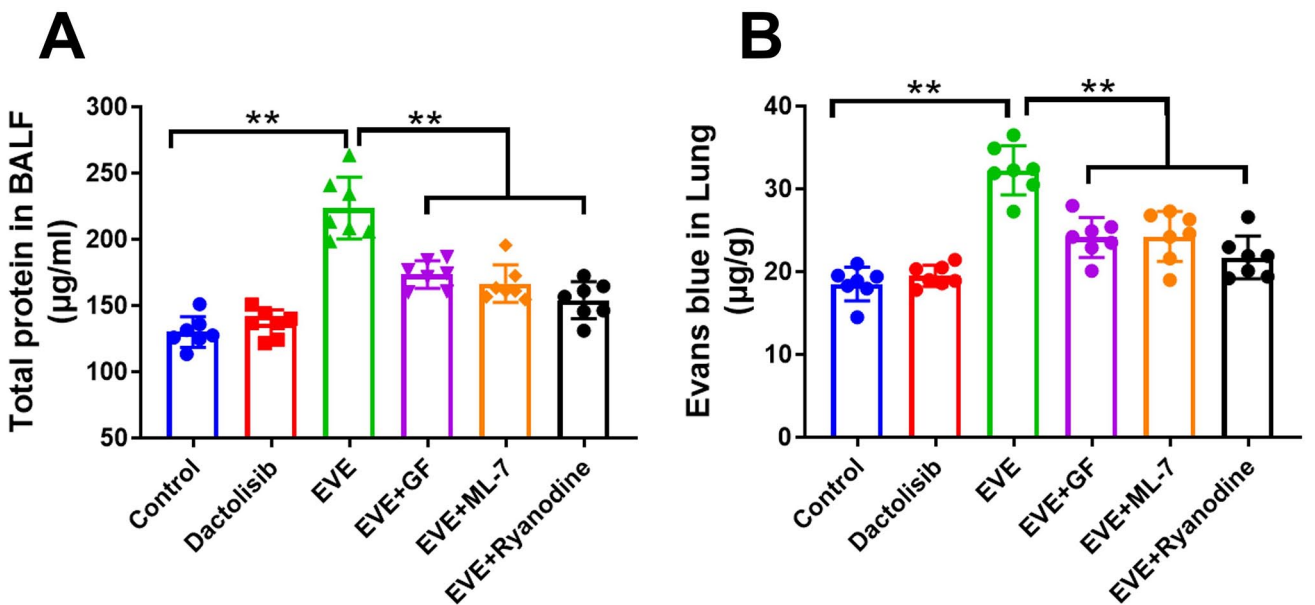 A
Total protein in BALF
(µg/ml)
300
250
200
150
100
50
**
**
Control
Dactolisib
EVE
EVE+GF
EVE+ML-7
EVE+Ryanodine
B
Evans blue in Lung
(µg/g)
40
30
20
10
0
**
**
Control
Dactolisib
EVE
EVE+GF
EVE+ML-7
EVE+Ryanodine